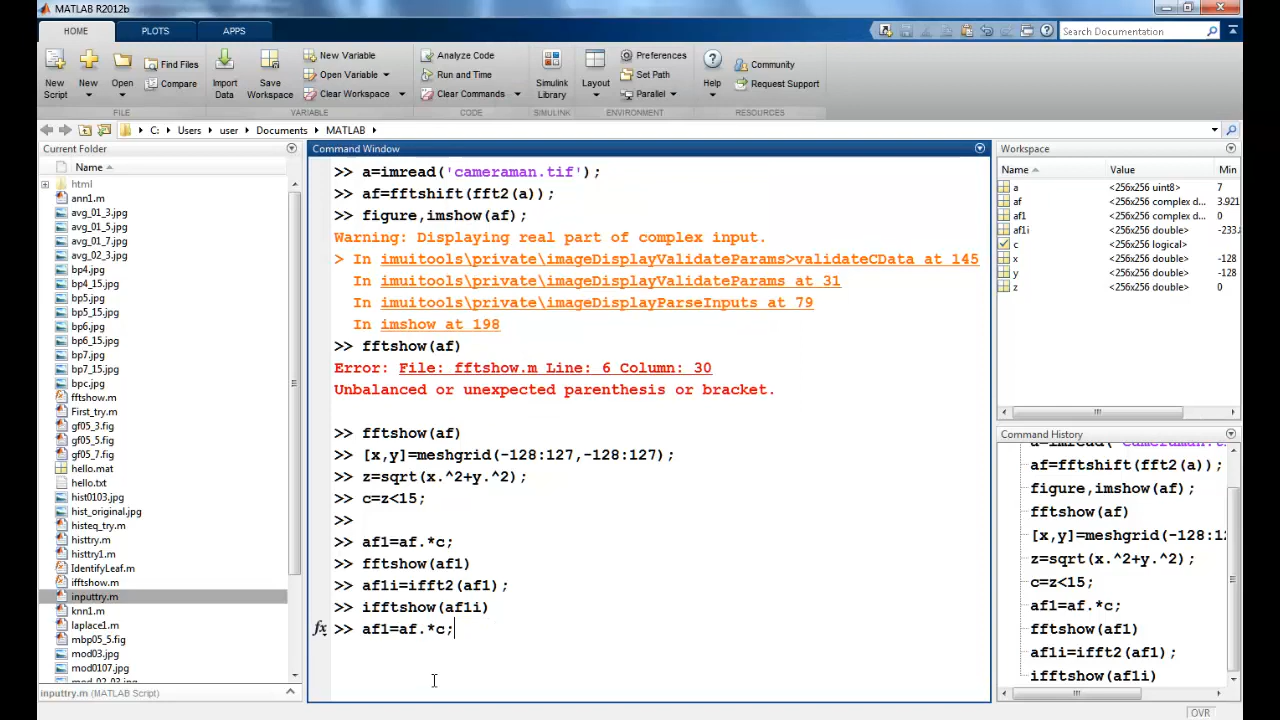 MATLAB R2012b
HOME PLOTS APPS
Search Documentation
New Script
New
Open
Find Files
Compare
Import Data
Save Workspace
New Variable
Open Variable
Clear Workspace
Analyze Code
Run and Time
Clear Commands
Simulink Library
Layout
Preferences
Set Path
Parallel
Help
Community
Request Support
FILE VARIABLE CODE SIMULINK ENVIRONMENT RESOURCES
C: Users user Documents MATLAB
Current Folder
Name
html
ann1.m
avg_01_3.jpg
avg_01_5.jpg
avg_01_7.jpg
avg_02_3.jpg
bp4.jpg
bp4_15.jpg
bp5.jpg
bp5_15.jpg
bp6.jpg
bp6_15.jpg
bp7.jpg
bp7_15.jpg
bpc.jpg
fftshow.m
First_try.m
gf05_3.fig
gf05_5.fig
gf05_7.fig
hello.mat
hello.txt
hist0103.jpg
hist_original.jpg
histeq_try.m
histtry.m
histtry1.m
IdentifyLeaf.m
ifftshow.m
inputtry.m
knn1.m
laplace1.m
mbp05_5.fig
mod03.jpg
mod0107.jpg
inputtry.m (MATLAB Script)
Command Window
>> a=imread('cameraman.tif');
>> af=fftshift(fft2(a));
>> figure,imshow(af);
Warning: Displaying real part of complex input.
> In imuitools\private\imageDisplayValidateParams>validateCData at 145
In imuitools\private\imageDisplayValidateParams at 31
In imuitools\private\imageDisplayParseInputs at 79
In imshow at 198
>> fftshow(af)
Error: File: fftshow.m Line: 6 Column: 30
Unbalanced or unexpected parenthesis or bracket.
>> fftshow(af)
>> [x,y]=meshgrid(-128:127,-128:127);
>> z=sqrt(x.^2+y.^2);
>> c=z<15;
>>
>> af1=af.*c;
>> fftshow(af1)
>> af1i=ifft2(af1);
>> ifftshow(af1i)
fx >> af1=af.*c;
Workspace
Name Value Min
a <256x256 uint8> 7
af <256x256 complex d... 3.921
af1 <256x256 complex d... 0
af1i <256x256 double> -233.
c <256x256 logical>
x <256x256 double> -128
y <256x256 double> -128
z <256x256 double> 0
Command History
af=fftshift(fft2(a));
figure,imshow(af);
fftshow(af)
[x,y]=meshgrid(-128:12
z=sqrt(x.^2+y.^2);
c=z<15;
af1=af.*c;
fftshow(af1)
af1i=ifft2(af1);
ifftshow(af1i)
OVR